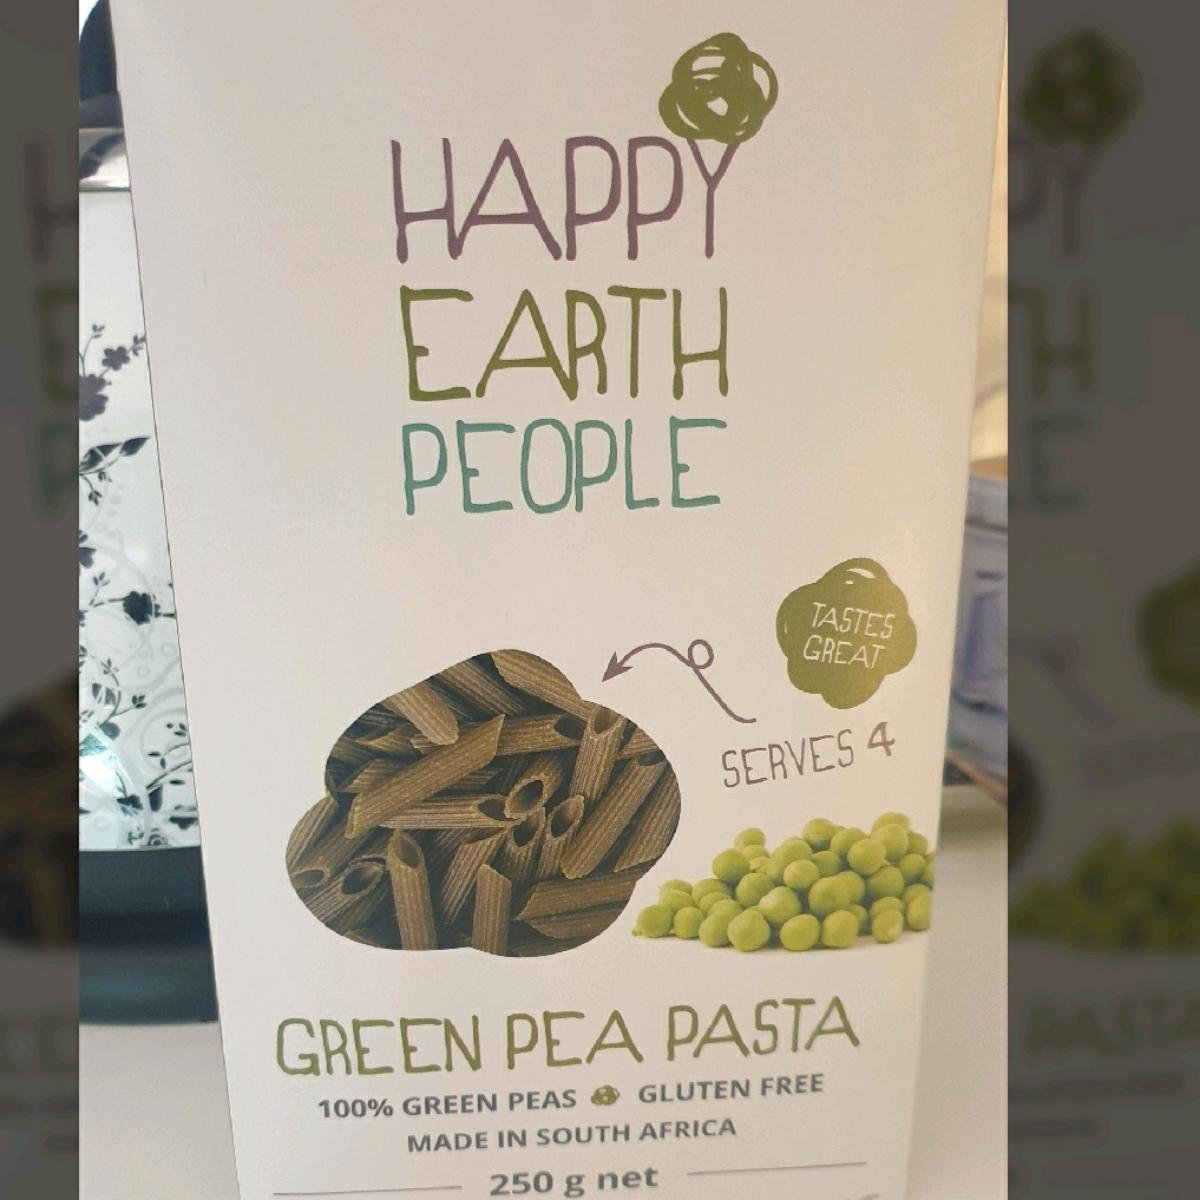 HAPPY
EARTH
PEOPLE
TASTES
GREAT
SERVES 4
GREEN PEA PASTA
100% GREEN PEAS GLUTEN FREE
MADE IN SOUTH AFRICA
250 g net